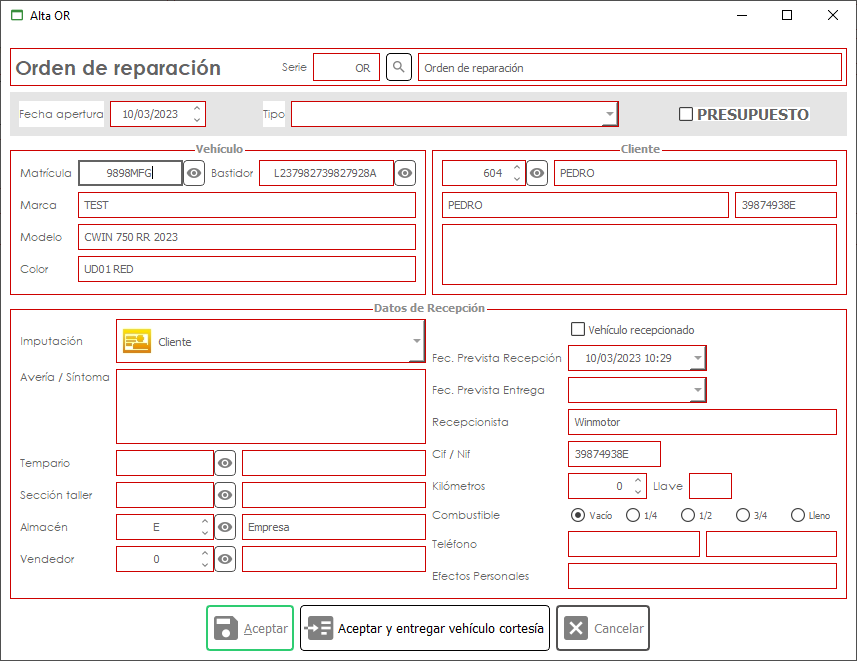 Alta OR
Orden de reparación Serie OR Orden de reparación
Fecha apertura 10/03/2023 Tipo PRESUPUESTO
Vehículo
Matrícula 9898MFG Bastidor L237982739827928A
Marca TEST
Modelo CWIN 750 RR 2023
Color UD01 RED
Cliente
604 PEDRO
PEDRO 39874938E
Datos de Recepción
Imputación Cliente
Avería / Síntoma
Tempario
Sección taller
Almacén E Empresa
Vendedor 0
Vehículo recepcionado
Fec. Prevista Recepción 10/03/2023 10:29
Fec. Prevista Entrega
Recepcionista Winmotor
Cif / Nif 39874938E
Kilómetros 0 Llave
Combustible Vacío 1/4 1/2 3/4 Lleno
Teléfono
Efectos Personales
Aceptar Aceptar y entregar vehículo cortesía Cancelar